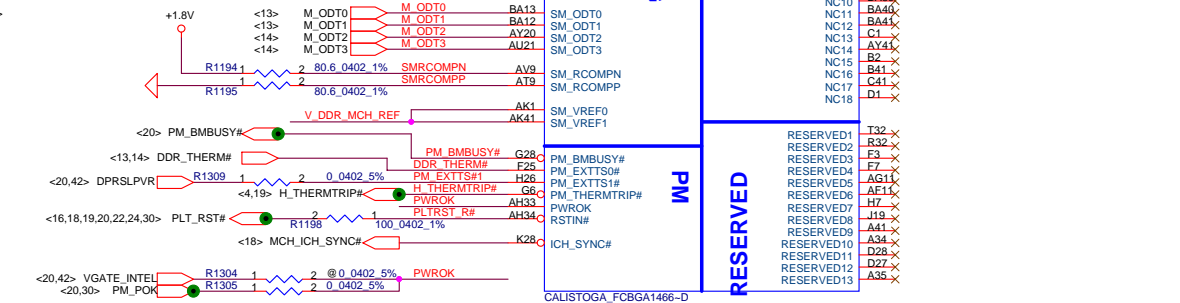 NC10
<13> M_ODT0 M_ODT0 BA13 SM_ODT0 NC11 BA40
+1.8V <13> M_ODT1 M_ODT1 BA12 SM_ODT1 NC12 BA41
<14> M_ODT2 M_ODT2 AY20 SM_ODT2 NC13 C1
<14> M_ODT3 M_ODT3 AU21 SM_ODT3 NC14 AY41
NC15 B2
R1194 1 2 80.6_0402_1% SMRCOMPN AV9 SM_RCOMPN NC16 B41
R1195 1 2 80.6_0402_1% SMRCOMPP AT9 SM_RCOMPP NC17 C41
NC18 D1
AK1 SM_VREF0
V_DDR_MCH_REF AK41 SM_VREF1
<20> PM_BMBUSY# RESERVED1 T32
RESERVED2 R32
PM_BMBUSY# G28 PM_BMBUSY# RESERVED3 F3
<13,14> DDR_THERM# DDR_THERM# F25 PM_EXTTS0# RESERVED4 F7
<20,42> DPRSLPVR R1309 1 2 0_0402_5% PM_EXTTS#1 H26 PM_EXTTS1# RESERVED5 AG11
<4,19> H_THERMTRIP# H_THERMTRIP# G6 PM_THERMTRIP# RESERVED6 AF11
PWROK AH33 PWROK RESERVED7 H7
<16,18,19,20,22,24,30> PLT_RST# R1198 2 1 100_0402_1% PLTRST_R# AH34 RSTIN# RESERVED8 J19
RESERVED9 A41
<18> MCH_ICH_SYNC# K28 ICH_SYNC# RESERVED10 A34
RESERVED11 D28
RESERVED12 D27
<20,42> VGATE_INTEL R1304 1 2 @0_0402_5% PWROK RESERVED13 A35
<20,30> PM_POK R1305 1 2 0_0402_5%
PM
RESERVED
CALISTOGA_FCBGA1466~D